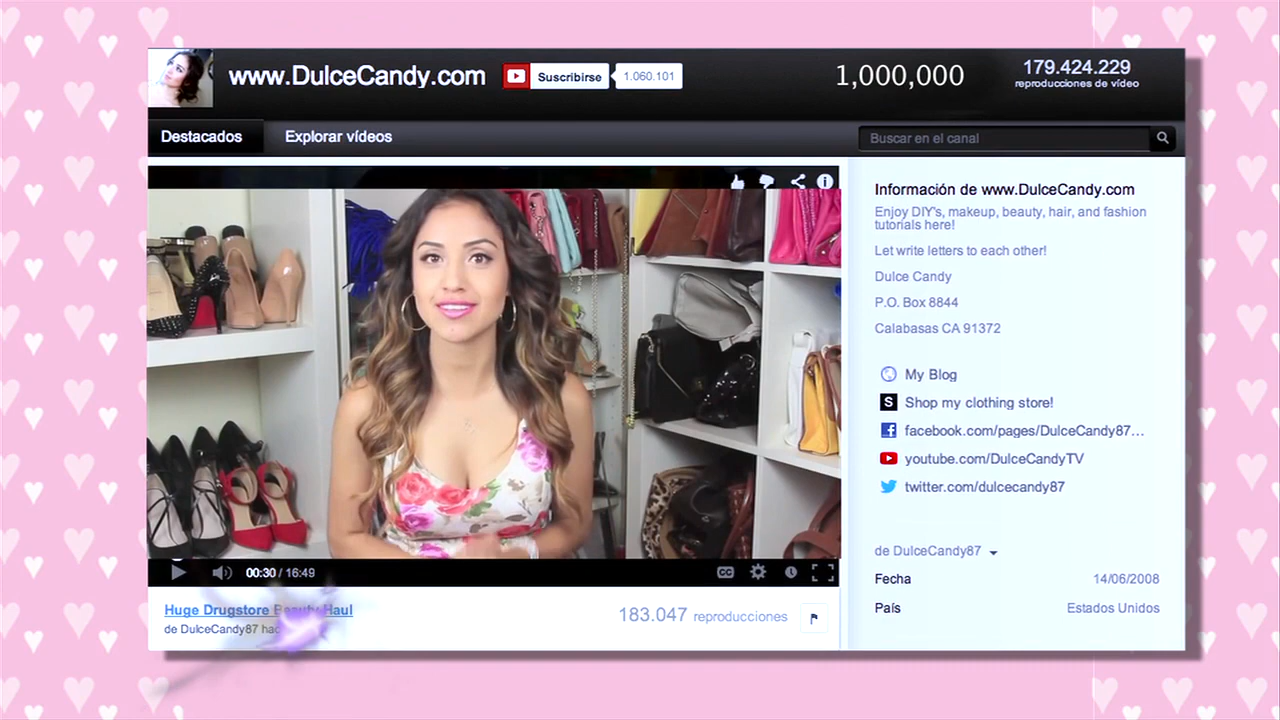 www.DulceCandy.com
Suscribirse
1.060.101
1,000,000
179.424.229
reproducciones de vídeo
Destacados
Explorar vídeos
Buscar en el canal
Información de www.DulceCandy.com
Enjoy DIY's, makeup, beauty, hair, and fashion
tutorials here!
Let write letters to each other!
Dulce Candy
P.O. Box 8844
Calabasas CA 91372
My Blog
S
Shop my clothing store!
facebook.com/pages/DulceCandy87...
youtube.com/DulceCandyTV
twitter.com/dulcecandy87
de DulceCandy87
Fecha
14/06/2008
País
Estados Unidos
00:30 / 16:49
CC
Huge Drugstore Beauty Haul
de DulceCandy87
183.047 reproducciones